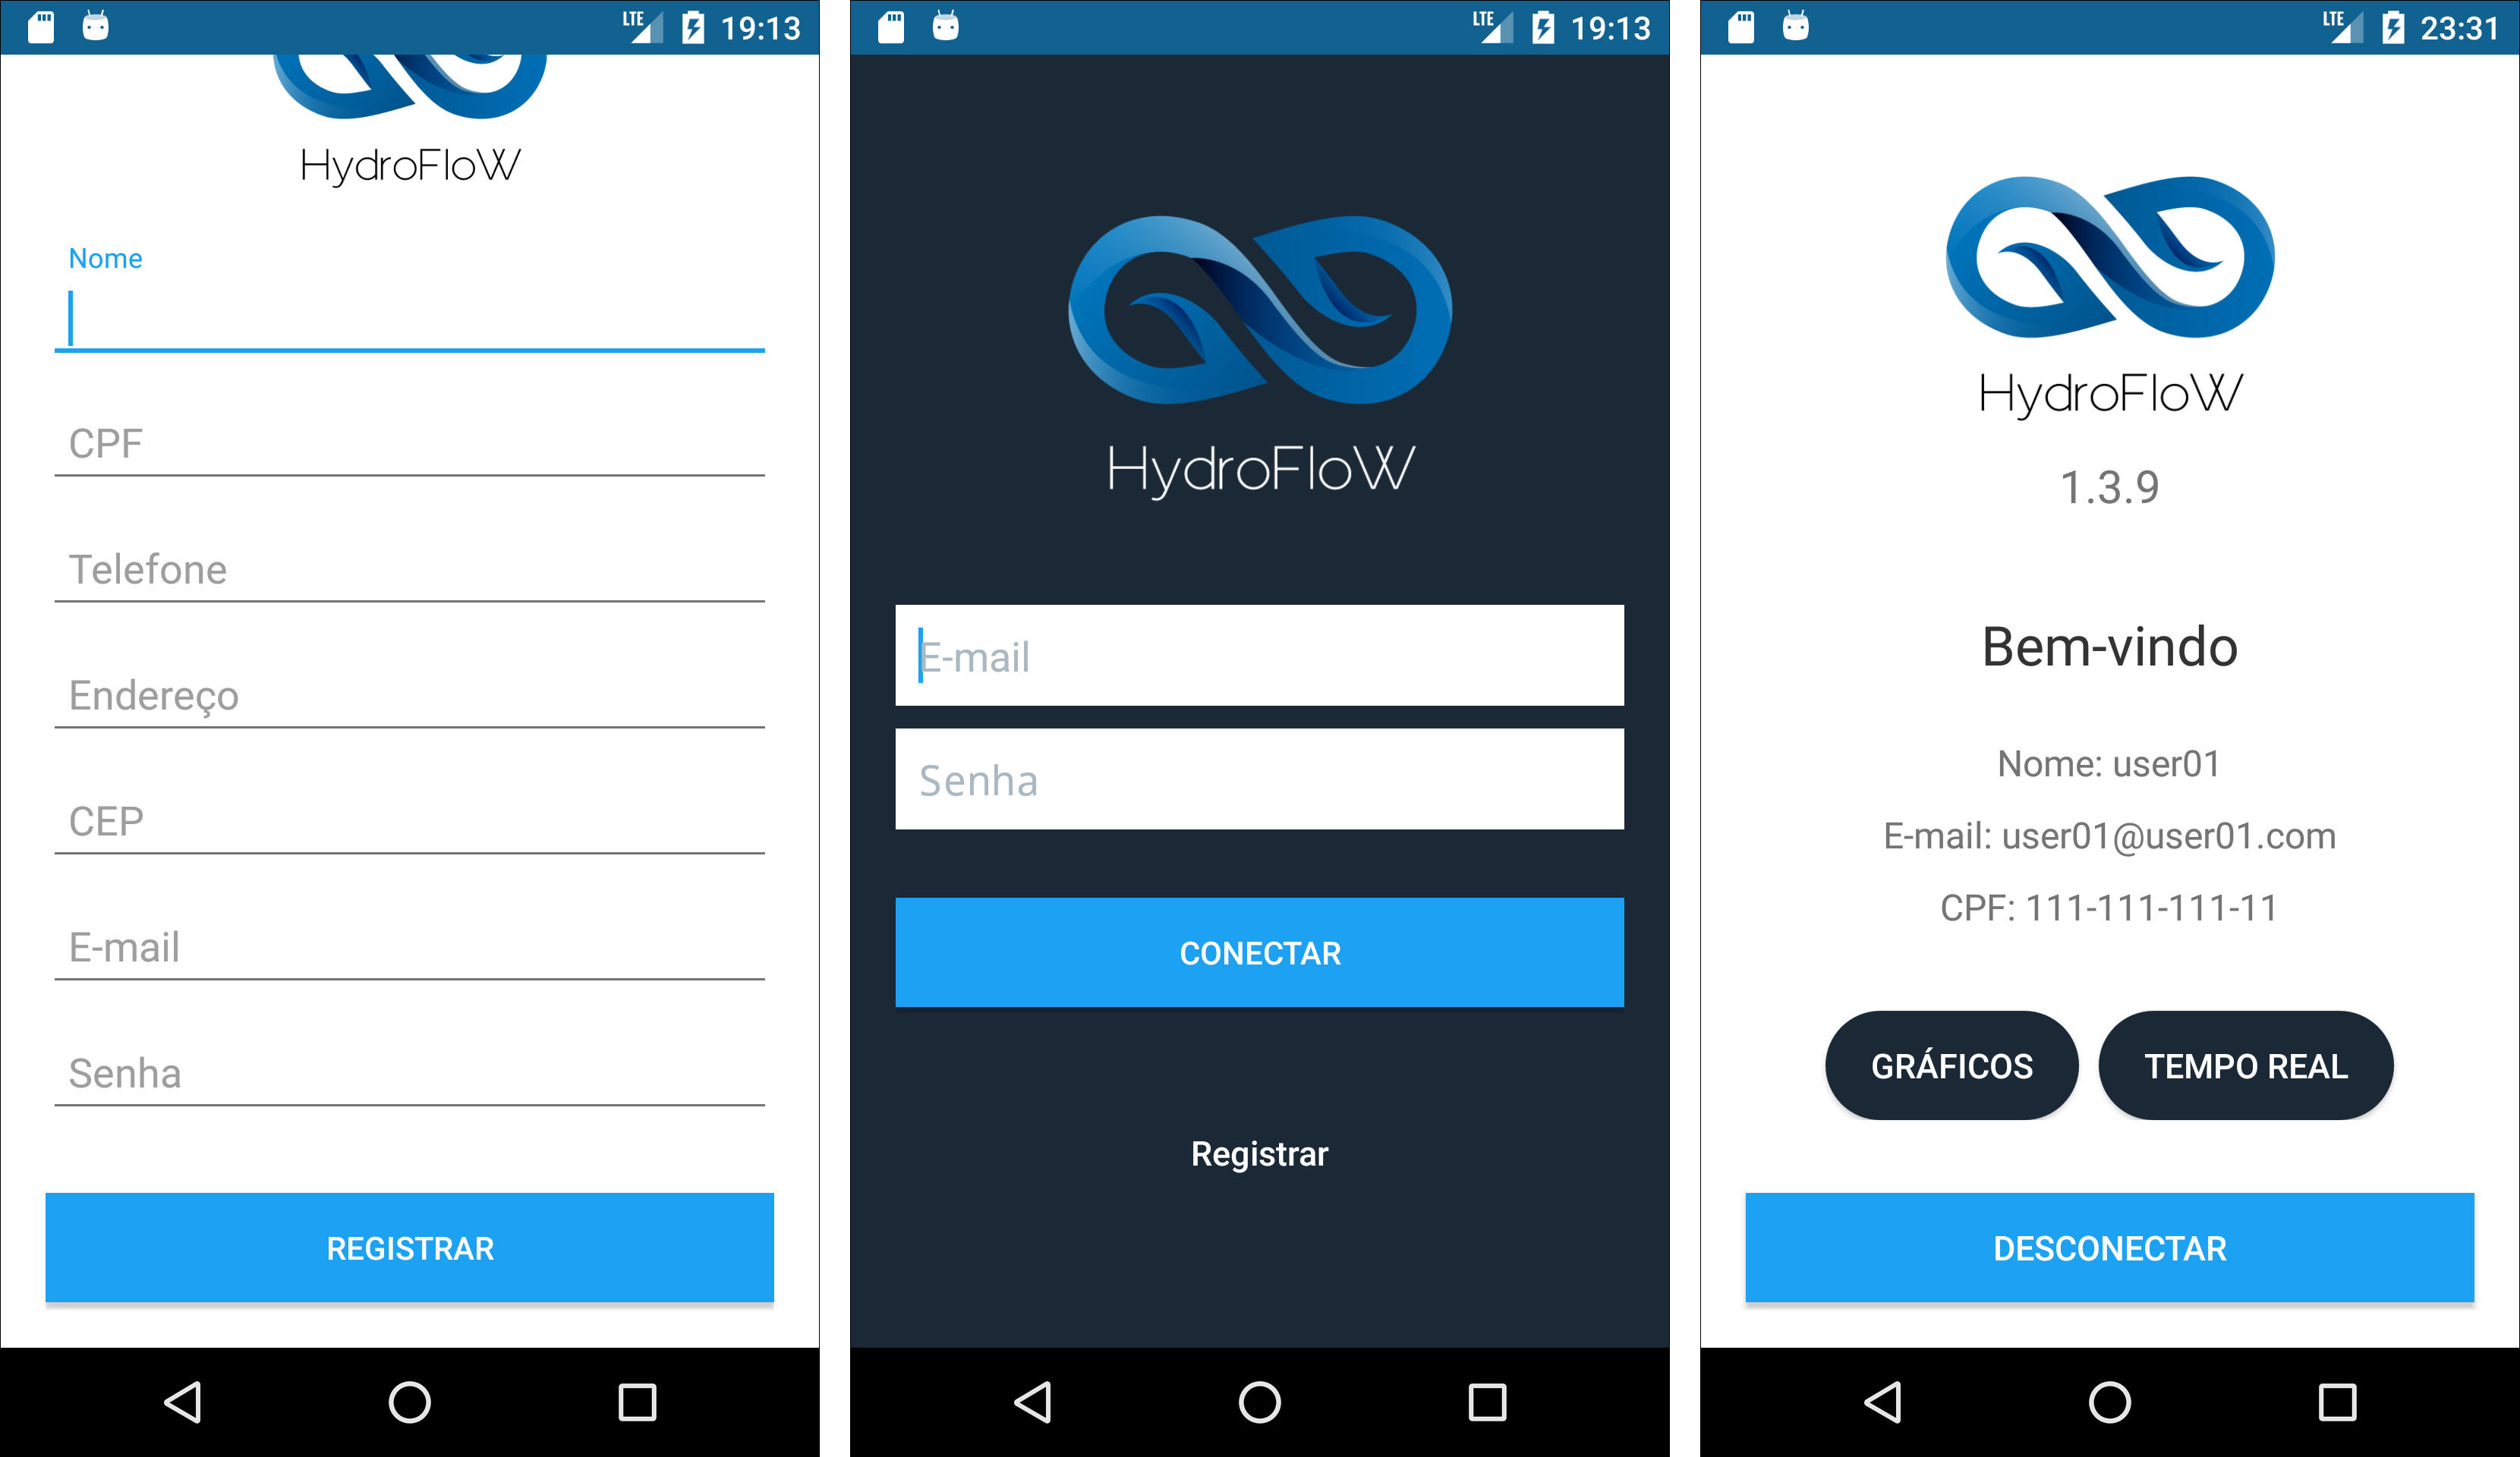 LTE 19:13
HydroFloW
Nome
CPF
Telefone
Endereço
CEP
E-mail
Senha
REGISTRAR
LTE 19:13
HydroFloW
E-mail
Senha
CONECTAR
Registrar
LTE 23:31
HydroFloW
1.3.9
Bem-vindo
Nome: user01
E-mail: user01@user01.com
CPF: 111-111-111-11
GRÁFICOS TEMPO REAL
DESCONECTAR